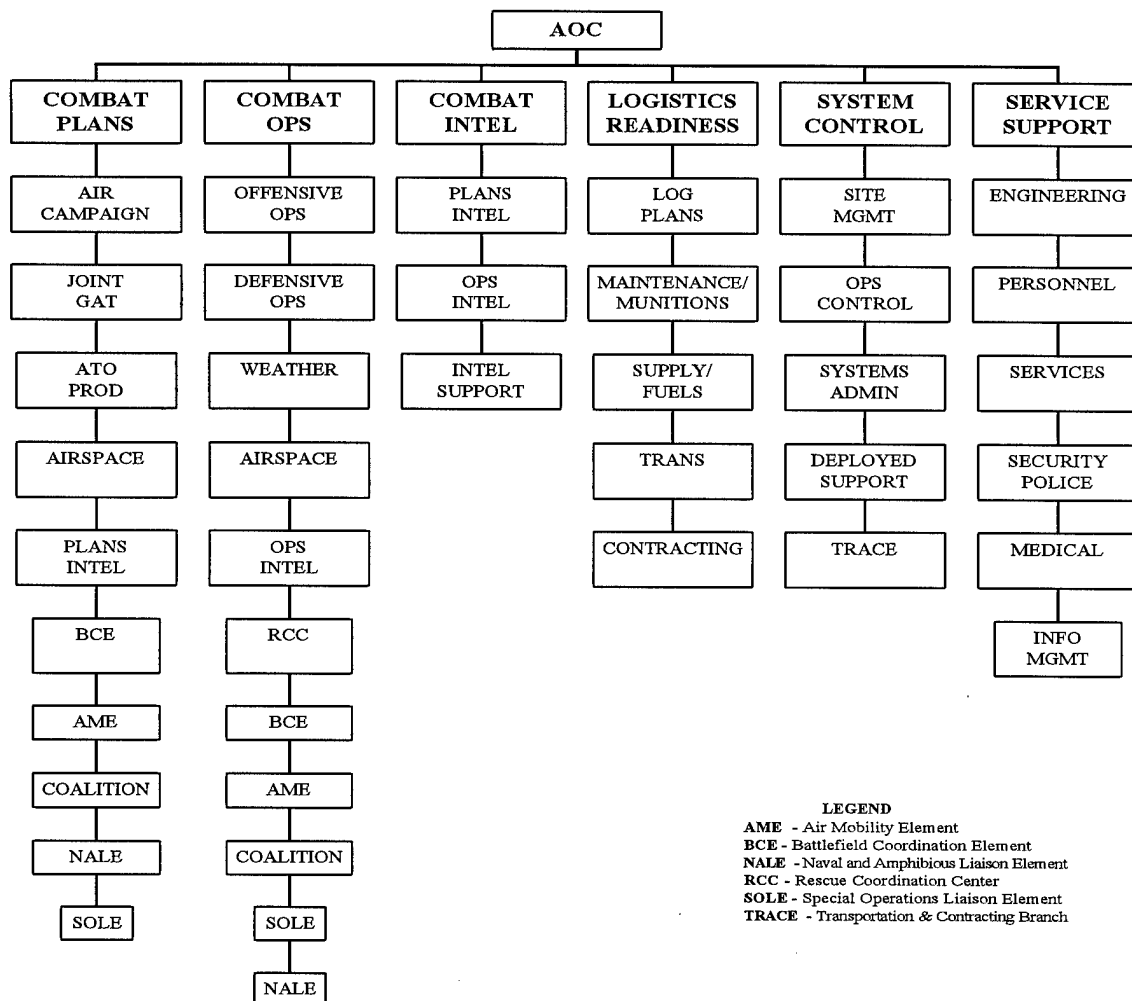 AOC
COMBAT
PLANS
AIR
CAMPAIGN
JOINT
GAT
ATO
PROD
AIRSPACE
PLANS
INTEL
BCE
AME
COALITION
NALE
SOLE
COMBAT
OPS
OFFENSIVE
OPS
DEFENSIVE
OPS
WEATHER
AIRSPACE
OPS
INTEL
RCC
BCE
AME
COALITION
SOLE
NALE
COMBAT
INTEL
PLANS
INTEL
OPS
INTEL
INTEL
SUPPORT
LOGISTICS
READINESS
LOG
PLANS
MAINTENANCE/
MUNITIONS
SUPPLY/
FUELS
TRANS
CONTRACTING
SYSTEM
CONTROL
SITE
MGMT
OPS
CONTROL
SYSTEMS
ADMIN
DEPLOYED
SUPPORT
TRACE
SERVICE
SUPPORT
ENGINEERING
PERSONNEL
SERVICES
SECURITY
POLICE
MEDICAL
INFO
MGMT
LEGEND
AME - Air Mobility Element
BCE - Battlefield Coordination Element
NALE - Naval and Amphibious Liaison Element
RCC - Rescue Coordination Center
SOLE - Special Operations Liaison Element
TRACE - Transportation & Contracting Branch